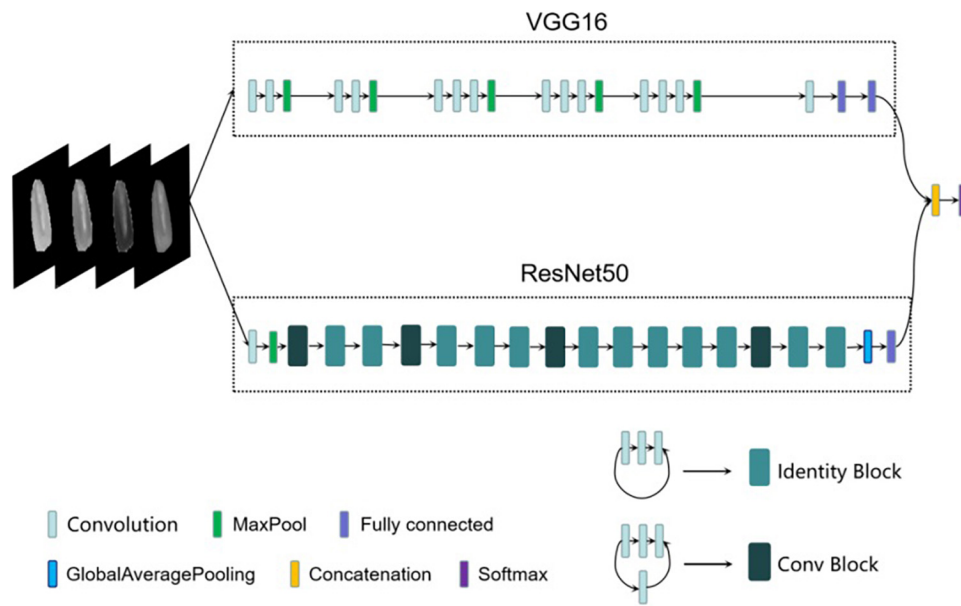 VGG16
ResNet50
Identity Block
Convolution
MaxPool
Fully connected
GlobalAveragePooling
Concatenation
Softmax
Conv Block